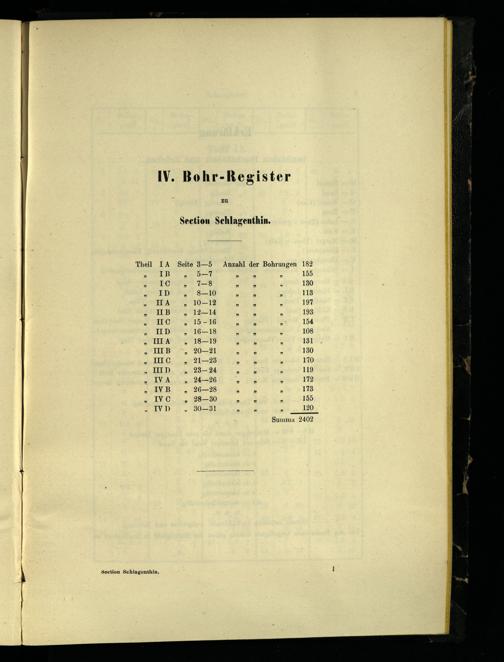 IV. Bohr-Register
zu
Section Schlagenthin.
Theil I A Seite 3—5 Anzahl der Bohrungen 182
„ I B „ 5—7 „ „ „ 155
„ I C „ 7—8 „ „ „ 130
„ I D „ 8—10 „ „ „ 113
„ II A „ 10—12 „ „ „ 197
„ II B „ 12—14 „ „ „ 193
„ II C „ 15-16 „ „ „ 154
„ II D „ 16—18 „ „ „ 108
„ III A „ 18—19 „ „ „ 131
„ III B „ 20—21 „ „ „ 130
„ III C „ 21—23 „ „ „ 170
„ III D „ 23—24 „ „ „ 119
„ IV A „ 24—26 „ „ „ 172
„ IV B „ 26—28 „ „ „ 173
„ IV C „ 28—30 „ „ „ 155
„ IV D „ 30—31 „ „ „ 120
Summa 2402
Section Schlagenthin. 1